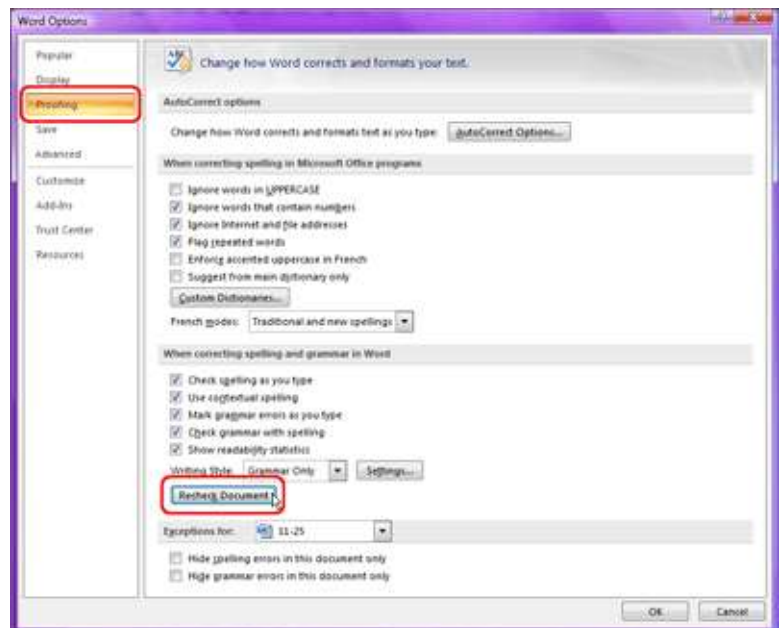 Word Options
Popular
Display
Proofing
Save
Advanced
Customize
Add-Ins
Trust Center
Resources
Change how Word corrects and formats your text.
AutoCorrect options
Change how Word corrects and formats text as you type: AutoCorrect Options...
When correcting spelling in Microsoft Office programs
Ignore words in UPPERCASE
Ignore words that contain numbers
Ignore Internet and file addresses
Flag repeated words
Enforce accented uppercase in French
Suggest from main dictionary only
Custom Dictionaries...
French modes: Traditional and new spellings
When correcting spelling and grammar in Word
Check spelling as you type
Use contextual spelling
Mark grammar errors as you type
Check grammar with spelling
Show readability statistics
Writing Style: Grammar Only Settings...
Recheck Document
Exceptions for: 11-25
Hide spelling errors in this document only
Hide grammar errors in this document only
OK Cancel